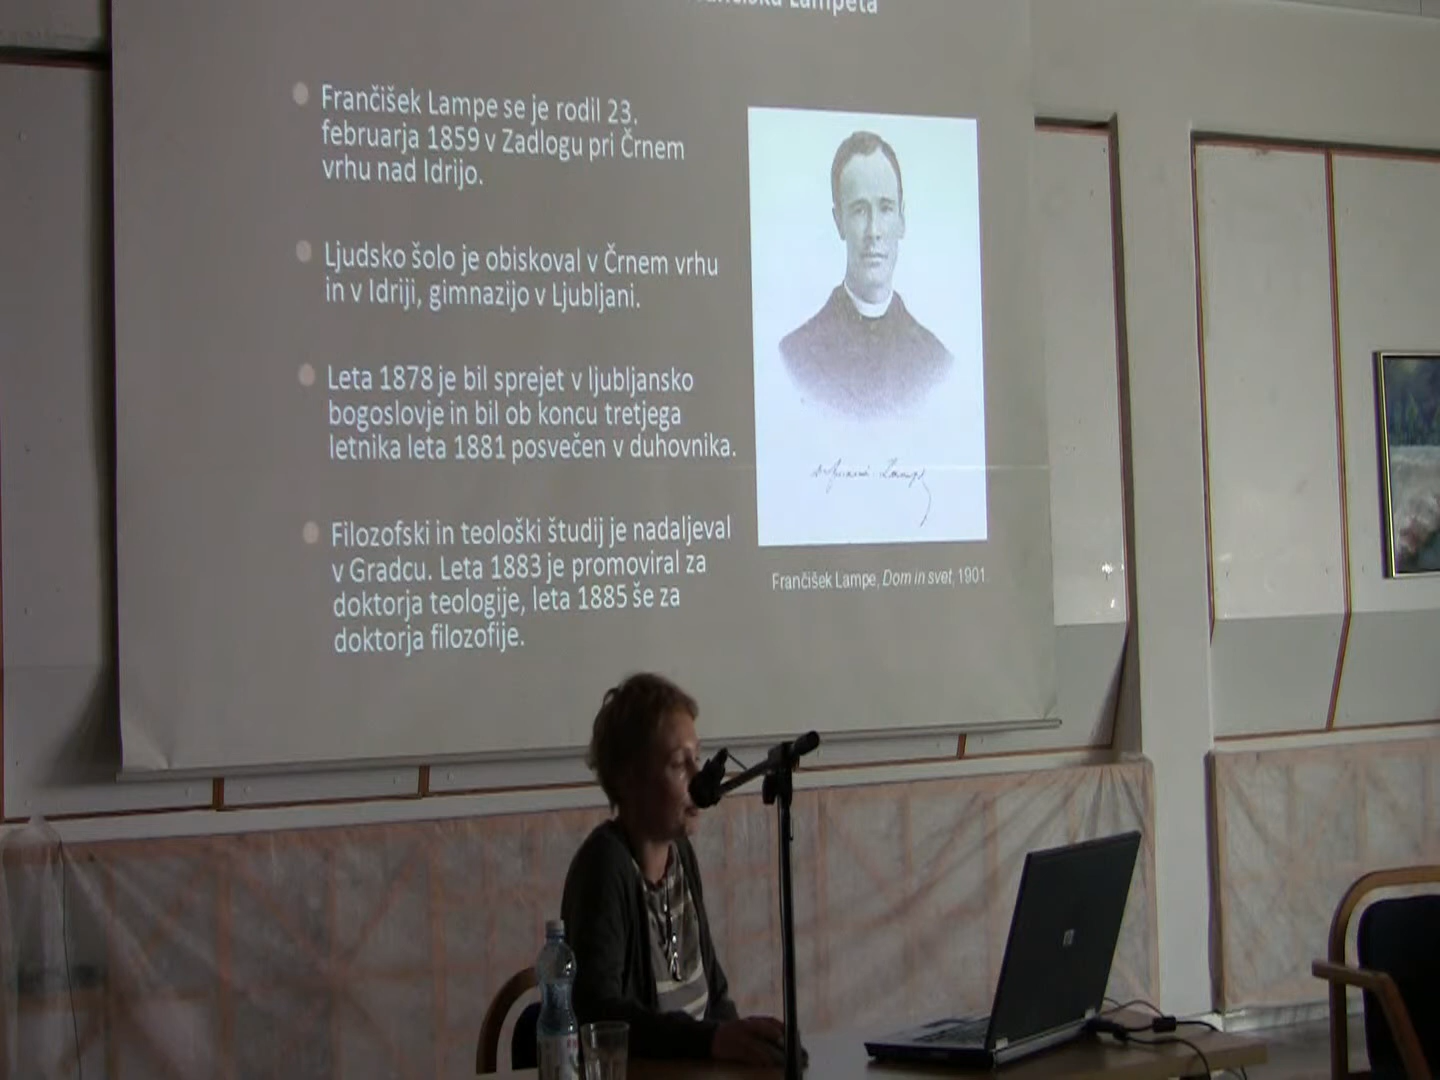 Lampeta
Frančišek Lampe se je rodil 23.
februarja 1859 v Zadlogu pri Črnem
vrhu nad Idrijo.
Ljudsko šolo je obiskoval v Črnem vrhu
in v Idriji, gimnazijo v Ljubljani.
Leta 1878 je bil sprejet v ljubljansko
bogoslovje in bil ob koncu tretjega
letnika leta 1881 posvečen v duhovnika.
Filozofski in teološki študij je nadaljeval
v Gradcu. Leta 1883 je promoviral za
doktorja teologije, leta 1885 še za
doktorja filozofije.
Frančišek Lampe, Dom in svet, 1901.
hp